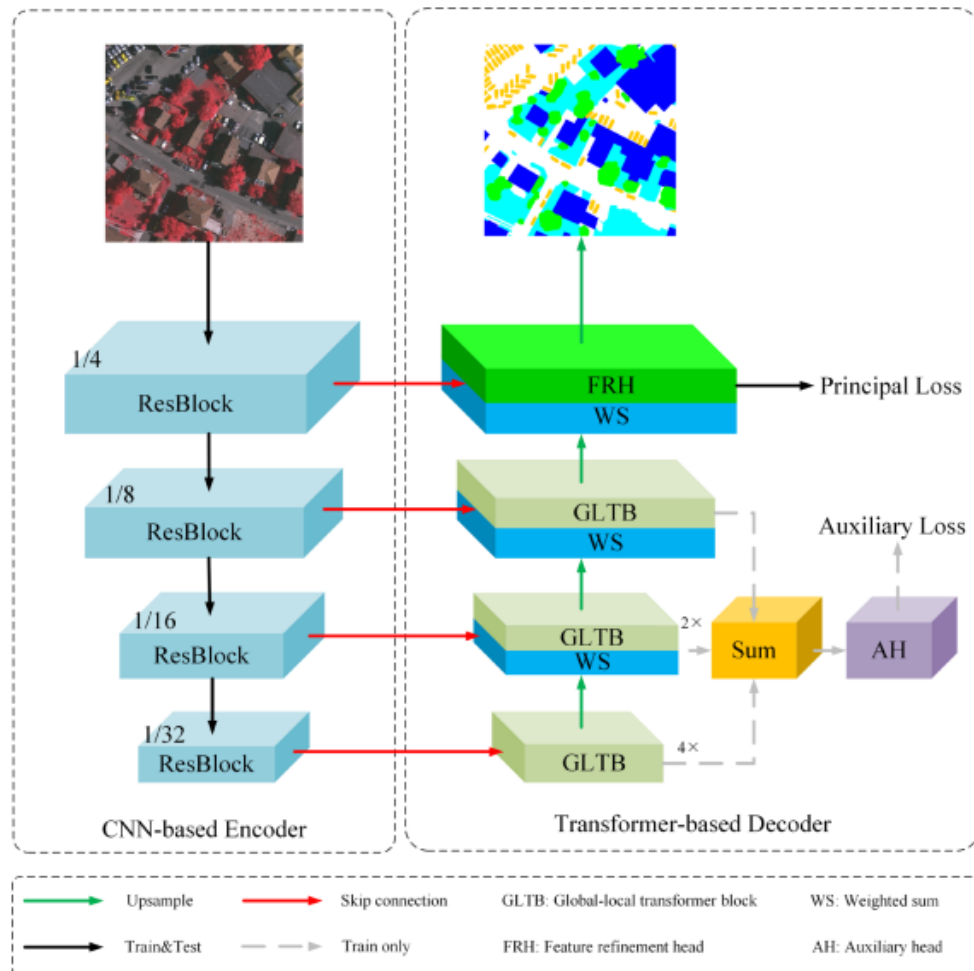 1/4
ResBlock
FRH
WS
Principal Loss
1/8
ResBlock
GLTB
WS
Auxiliary Loss
1/16
ResBlock
GLTB
WS
2×
Sum
AH
1/32
ResBlock
GLTB
4×
CNN-based Encoder
Transformer-based Decoder
Upsample
Skip connection
GLTB: Global-local transformer block
WS: Weighted sum
Train&Test
Train only
FRH: Feature refinement head
AH: Auxiliary head